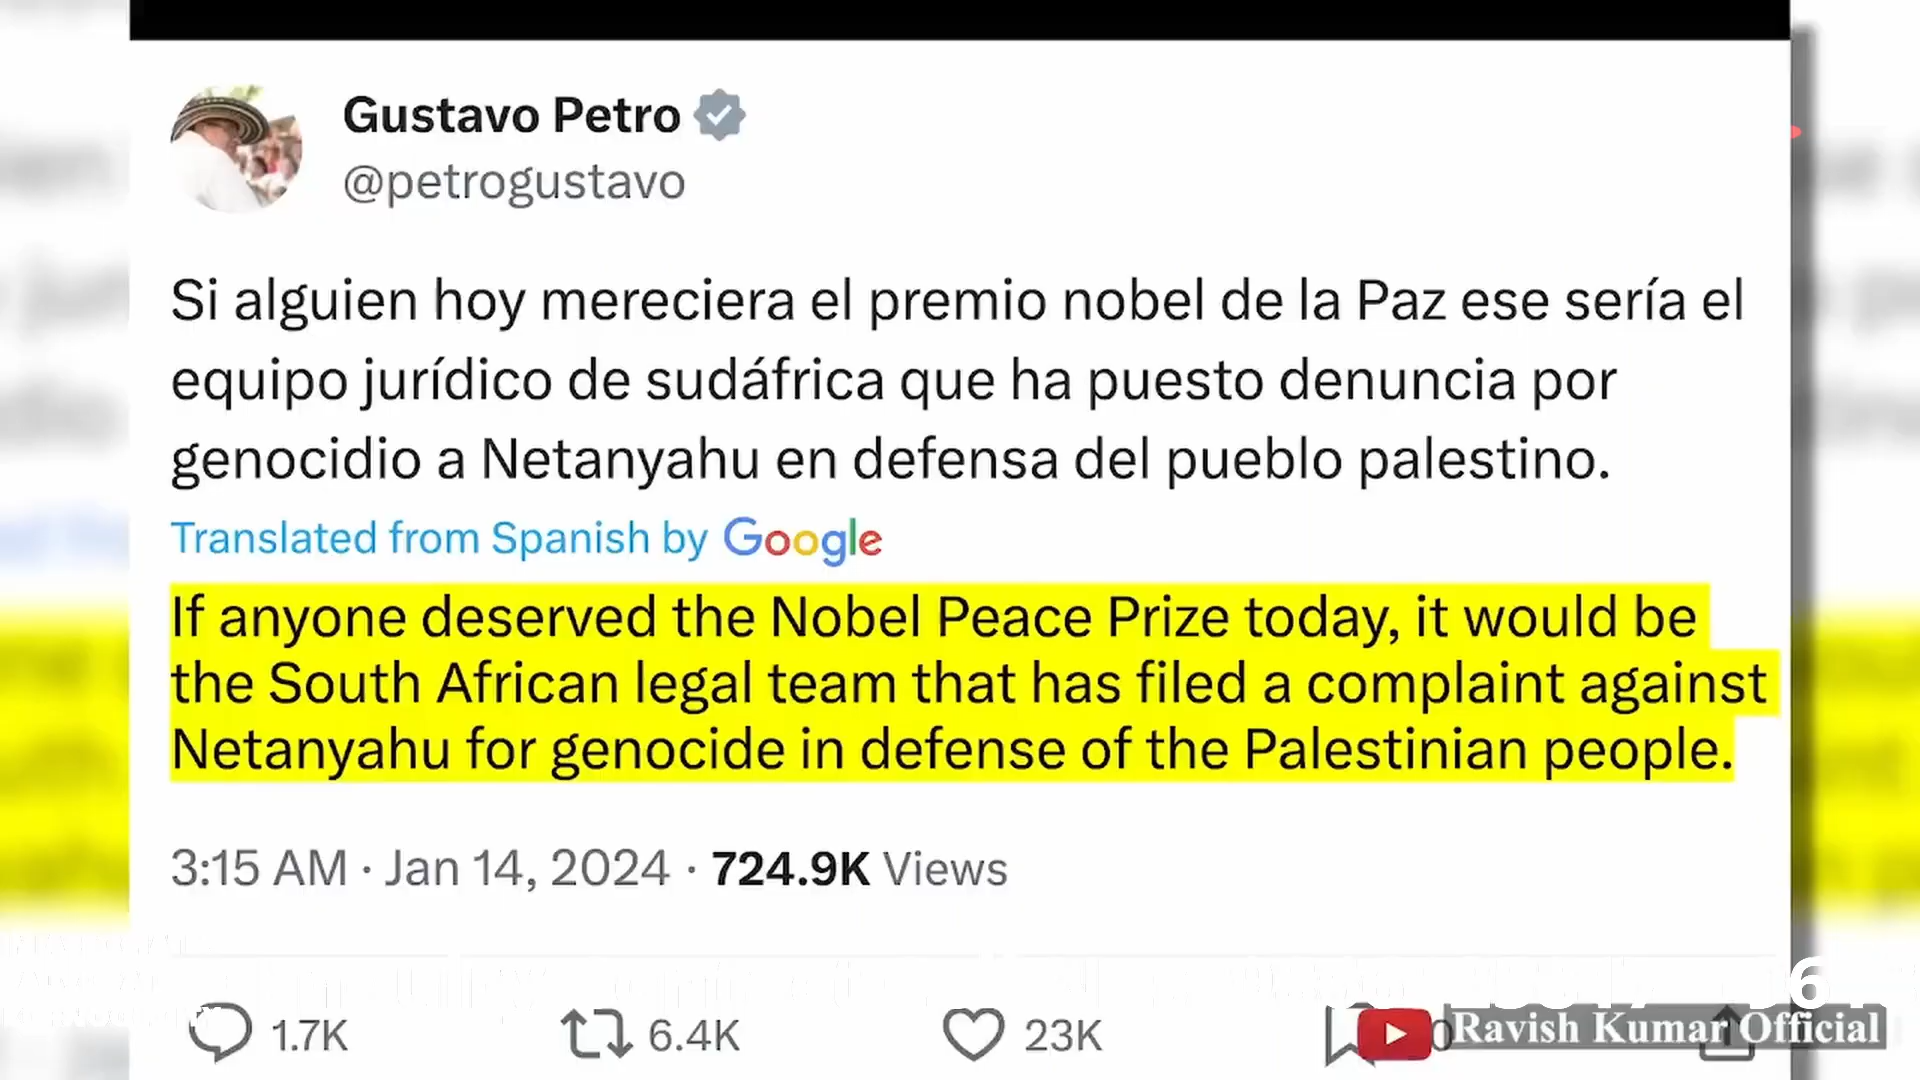 Gustavo Petro
@petrogustavo
Si alguien hoy mereciera el premio nobel de la Paz ese sería el
equipo jurídico de sudáfrica que ha puesto denuncia por
genocidio a Netanyahu en defensa del pueblo palestino.
Translated from Spanish by Google
If anyone deserved the Nobel Peace Prize today, it would be
the South African legal team that has filed a complaint against
Netanyahu for genocide in defense of the Palestinian people.
3:15 AM · Jan 14, 2024 · 724.9K Views
1.7K 6.4K 23K
Ravish Kumar Official